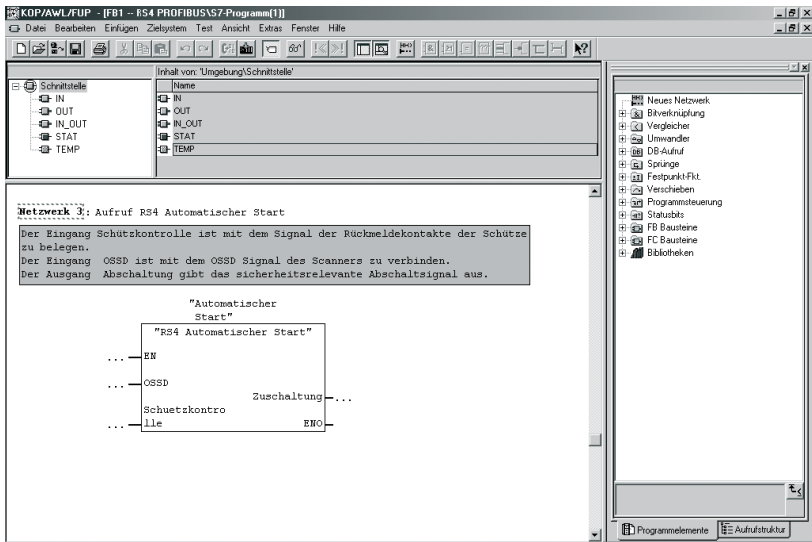 KOP/AWL/FUP - [FB1 -- RS4 PROFIBUS\S7-Programm(1)]
Datei Bearbeiten Einfügen Zielsystem Test Ansicht Extras Fenster Hilfe
Inhalt von: 'Umgebung\Schnittstelle'
Schnittstelle
IN
OUT
IN_OUT
STAT
TEMP
Name
IN
OUT
IN_OUT
STAT
TEMP
Netzwerk 3: Aufruf RS4 Automatischer Start
Der Eingang Schützkontrolle ist mit dem Signal der Rückmeldekontakte der Schütze
zu belegen.
Der Eingang OSSD ist mit dem OSSD Signal des Scanners zu verbinden.
Der Ausgang Abschaltung gibt das sicherheitsrelevante Abschaltsignal aus.
"Automatischer
Start"
"RS4 Automatischer Start"
... EN
... OSSD
Zuschaltung ...
Schuetzkontro
... lle ENO
Neues Netzwerk
Bitverknüpfung
Vergleicher
Umwandler
DB-Aufruf
Sprünge
Festpunkt-Fkt.
Verschieben
Programmsteuerung
Statusbits
FB Bausteine
FC Bausteine
Bibliotheken
Programmelemente Aufrufstruktur